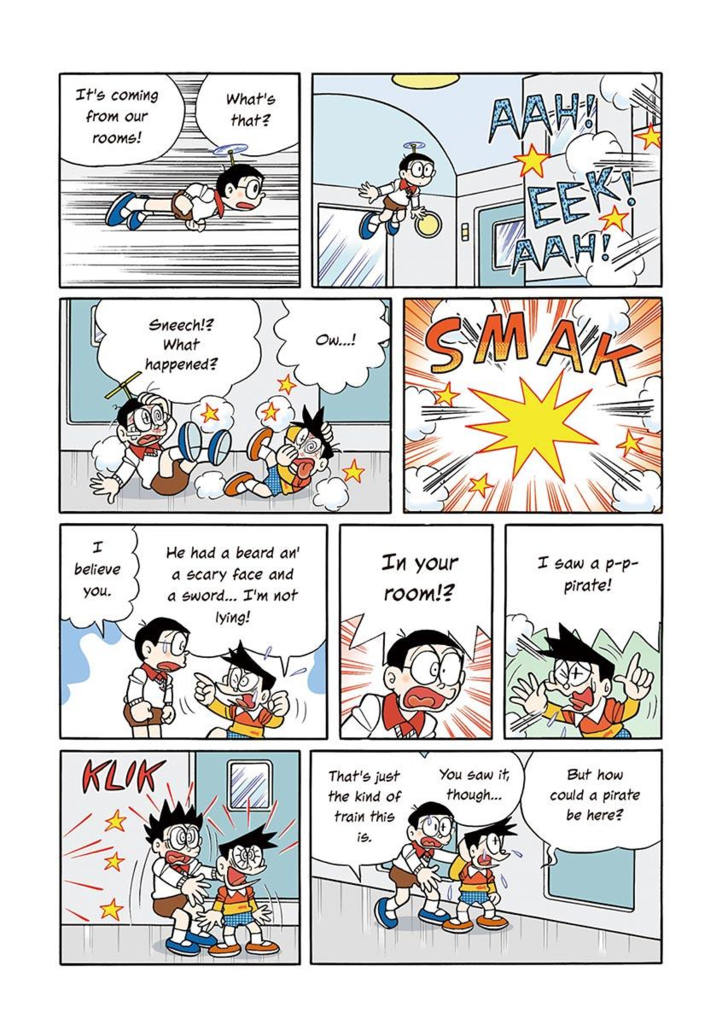 AAH!
EEK!
AAH!
What's
that?
It's coming
from our
rooms!
SMAK
Ow...!
Sneech!?
What
happened?
I saw a p-p-
pirate!
In your
room!?
He had a beard an'
a scary face and
a sword... I'm not
lying!
I
believe
you.
But how
could a pirate
be here?
You saw it,
though...
That's just
the kind of
train this
is.
KLIK